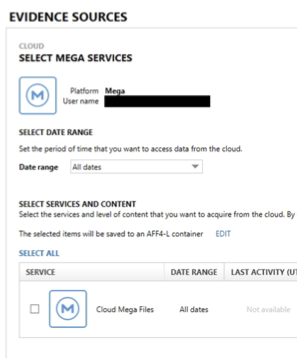 EVIDENCE SOURCES
CLOUD
SELECT MEGA SERVICES
Platform Mega
User name
SELECT DATE RANGE
Set the period of time that you want to access data from the cloud.
Date range All dates
SELECT SERVICES AND CONTENT
Select the services and level of content that you want to acquire from the cloud. By
The selected items will be saved to an AFF4-L container EDIT
SELECT ALL
SERVICE DATE RANGE LAST ACTIVITY (UT
M Cloud Mega Files All dates Not available